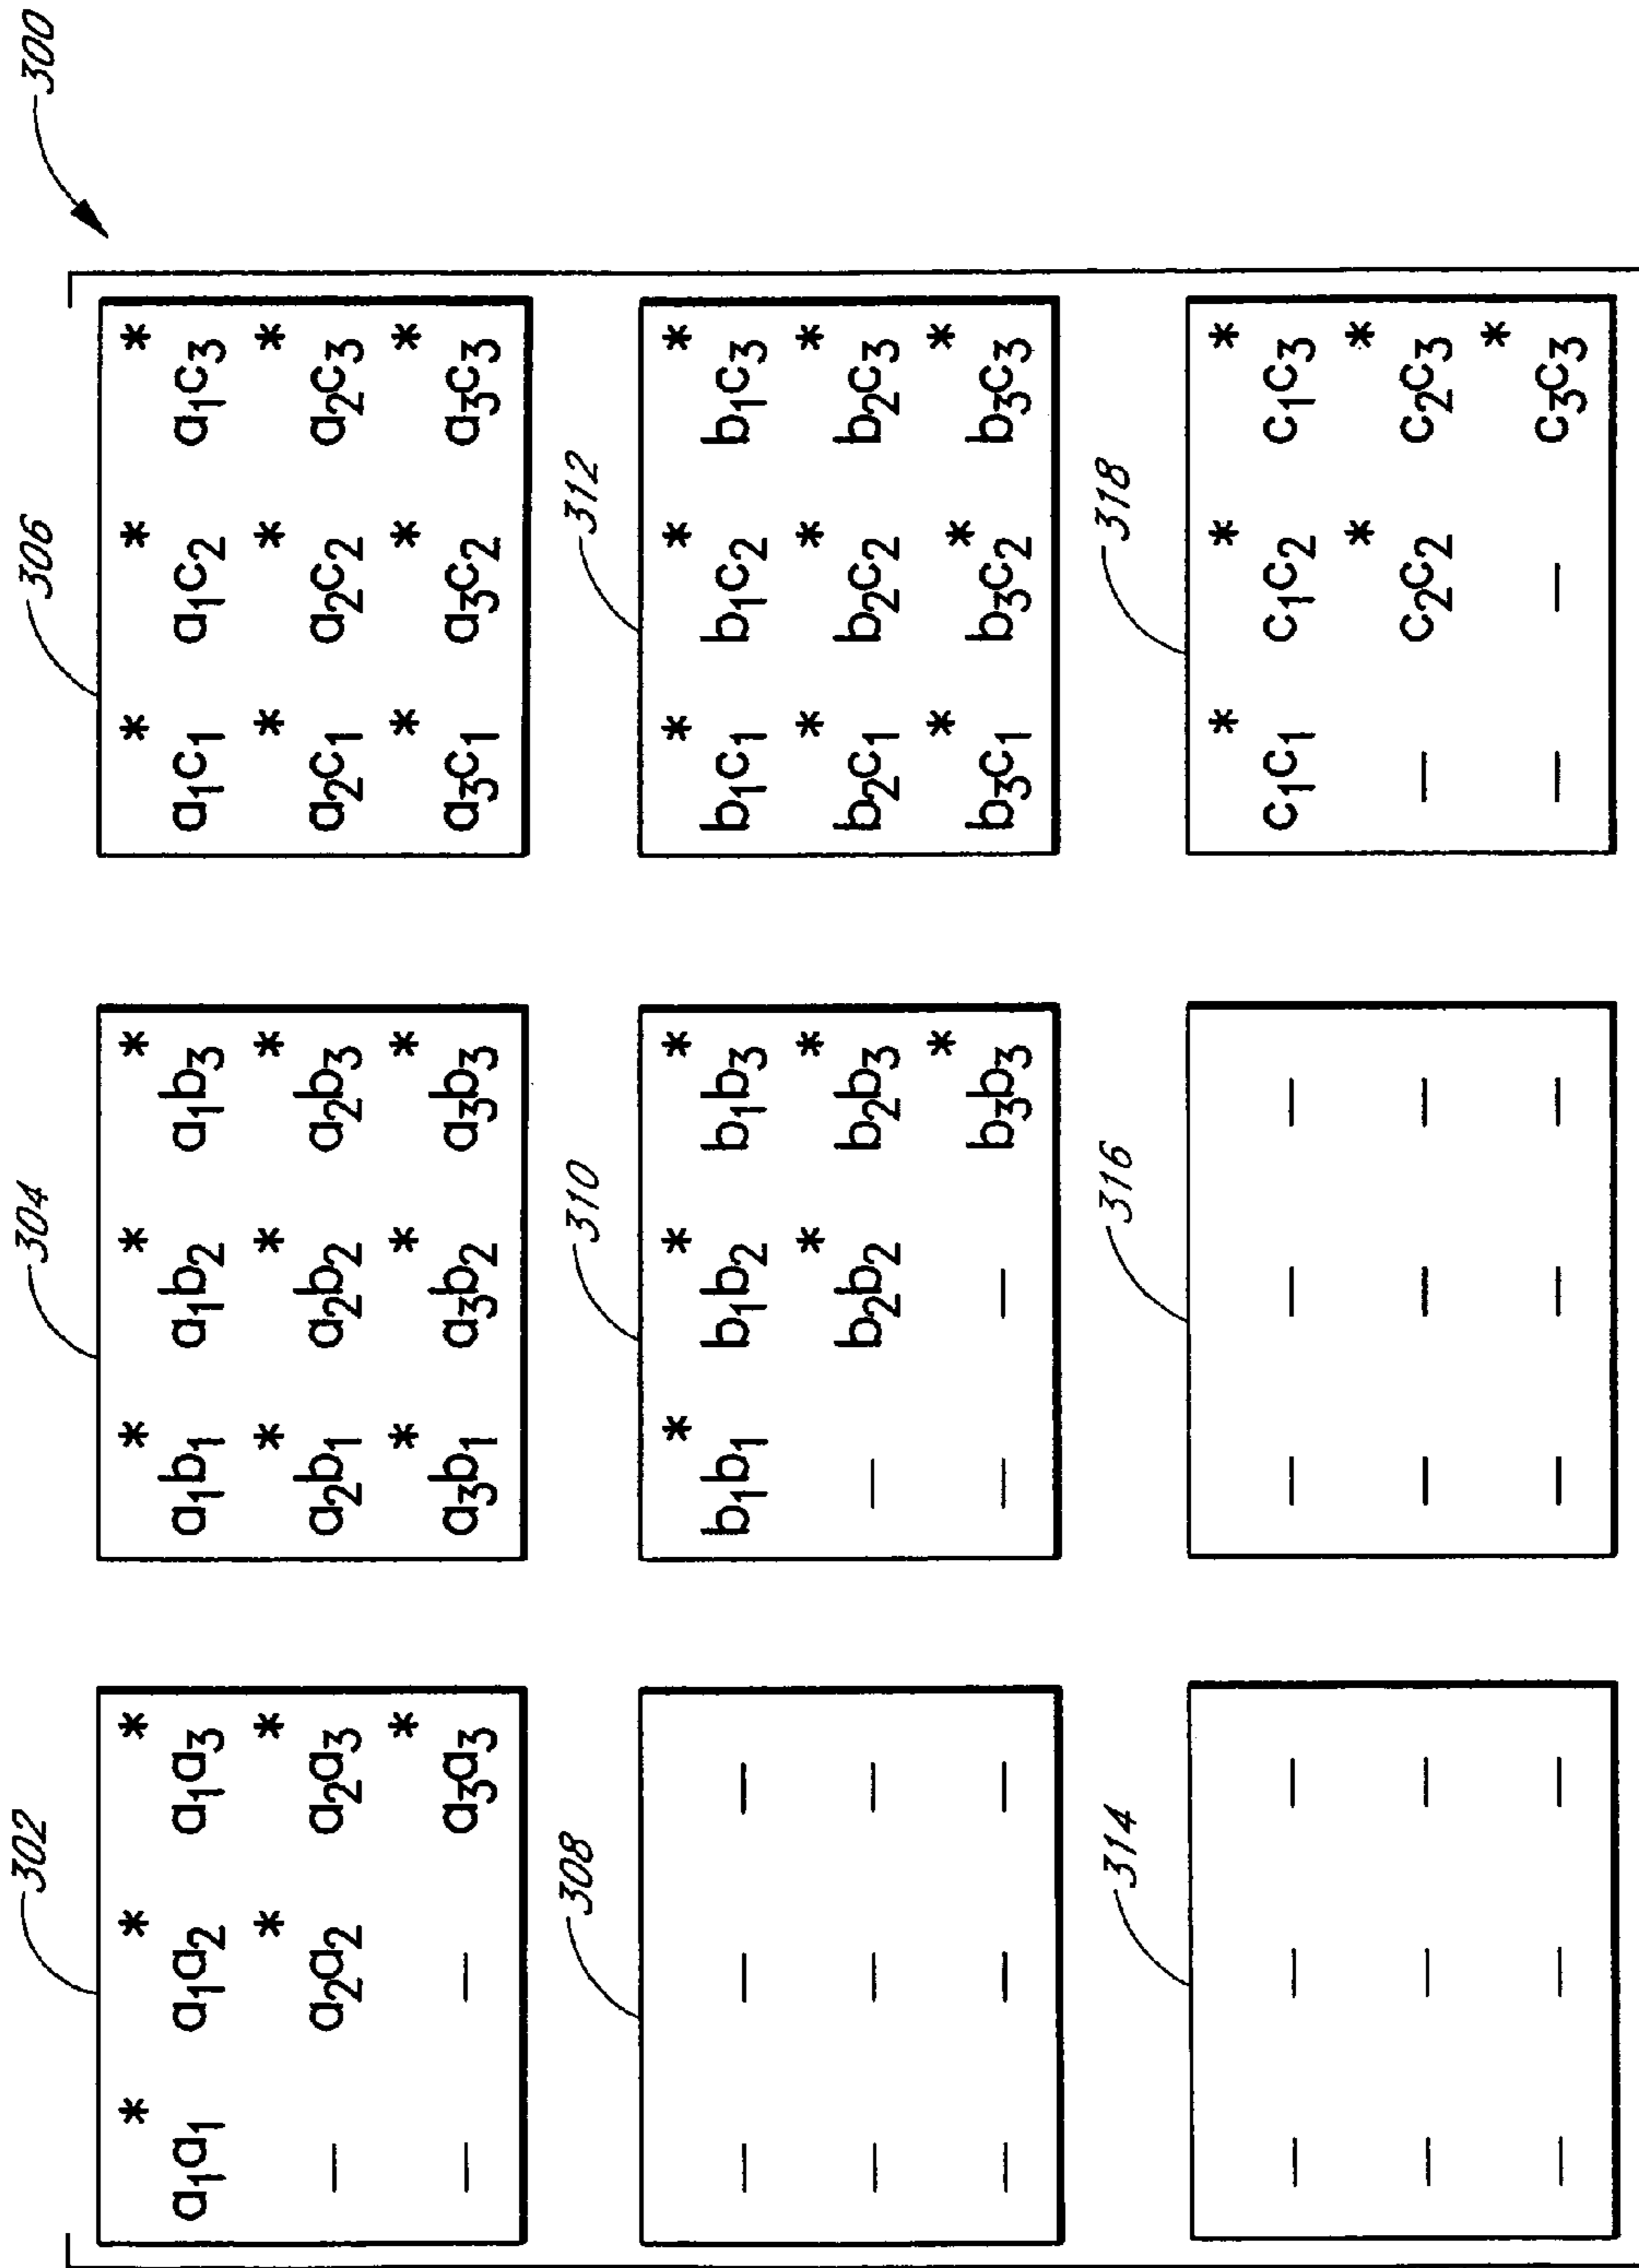 300
302 304 306
a₁a₁* a₁a₂* a₁a₃* a₁b₁* a₁b₂* a₁b₃* a₁c₁* a₁c₂* a₁c₃*
— a₂a₂* a₂a₃* a₂b₁* a₂b₂* a₂b₃* a₂c₁* a₂c₂* a₂c₃*
— — a₃a₃* a₃b₁* a₃b₂* a₃b₃* a₃c₁* a₃c₂* a₃c₃*
308 310 312
— — — b₁b₁* b₁b₂* b₁b₃* b₁c₁* b₁c₂* b₁c₃*
— — — — b₂b₂* b₂b₃* b₂c₁* b₂c₂* b₂c₃*
— — — — — b₃b₃* b₃c₁* b₃c₂* b₃c₃*
314 316 318
— — — — — — c₁c₁* c₁c₂* c₁c₃*
— — — — — — — c₂c₂* c₂c₃*
— — — — — — — — c₃c₃*